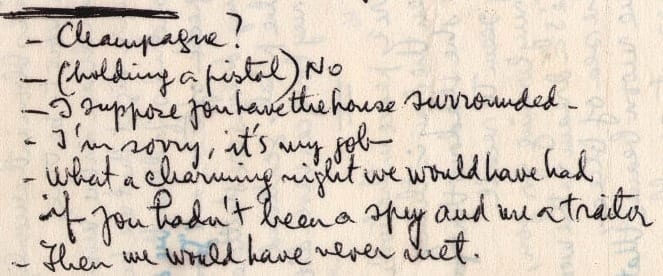 - Champagne?
- (holding a pistol) No
- I suppose you have the house surrounded -
- I'm sorry, it's my job
- What a charming night we would have had
if you hadn't been a spy and me a traitor
- Then we would have never met.